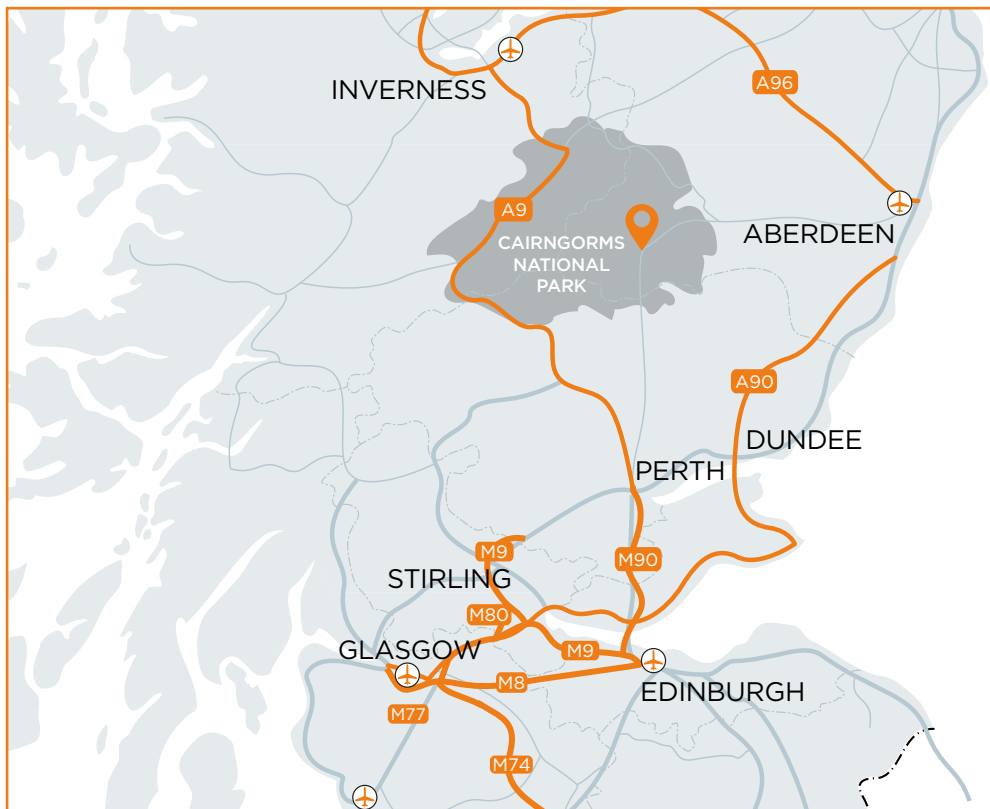 A96
INVERNESS
A9
ABERDEEN
CAIRNGORMS
NATIONAL
PARK
A90
DUNDEE
PERTH
M9
M90
STIRLING
M80
GLASGOW
M9
M8
EDINBURGH
M77
M74